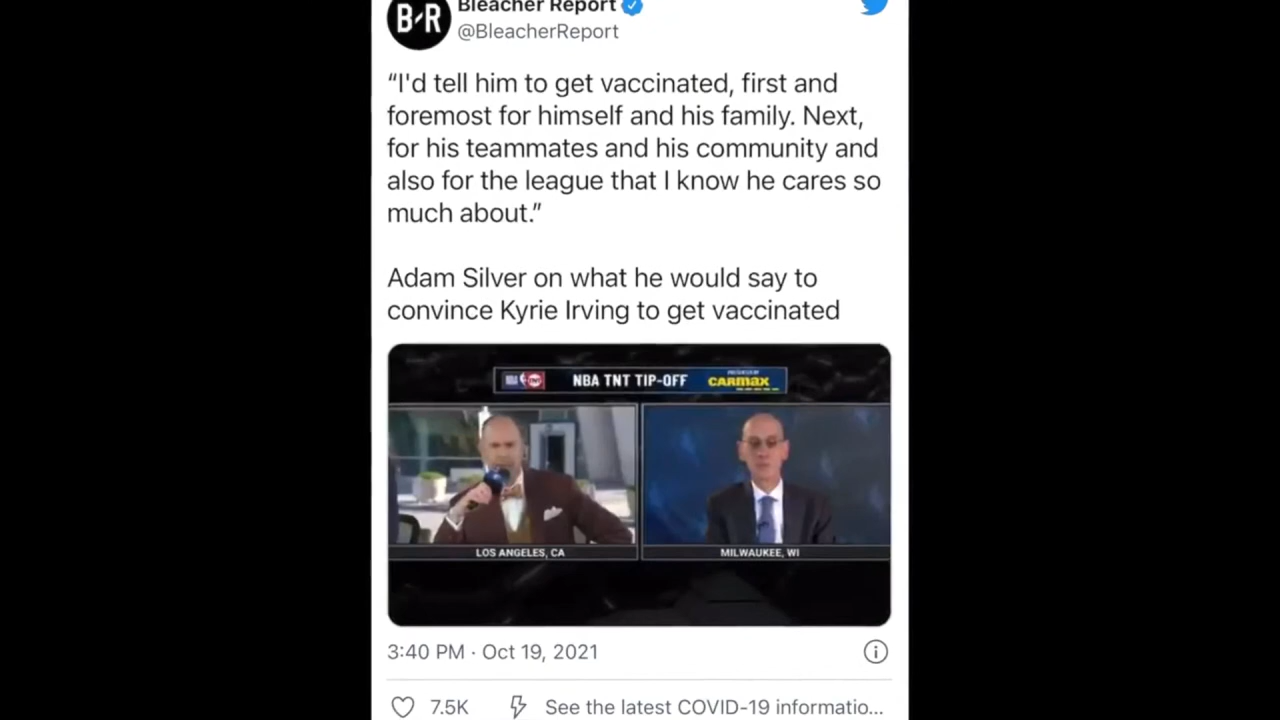 B-R
Bleacher Report
@BleacherReport
“I'd tell him to get vaccinated, first and
foremost for himself and his family. Next,
for his teammates and his community and
also for the league that I know he cares so
much about.”
Adam Silver on what he would say to
convince Kyrie Irving to get vaccinated
NBA TNT TIP-OFF
CARMAX
LOS ANGELES, CA
MILWAUKEE, WI
3:40 PM · Oct 19, 2021
7.5K
See the latest COVID-19 informatio...